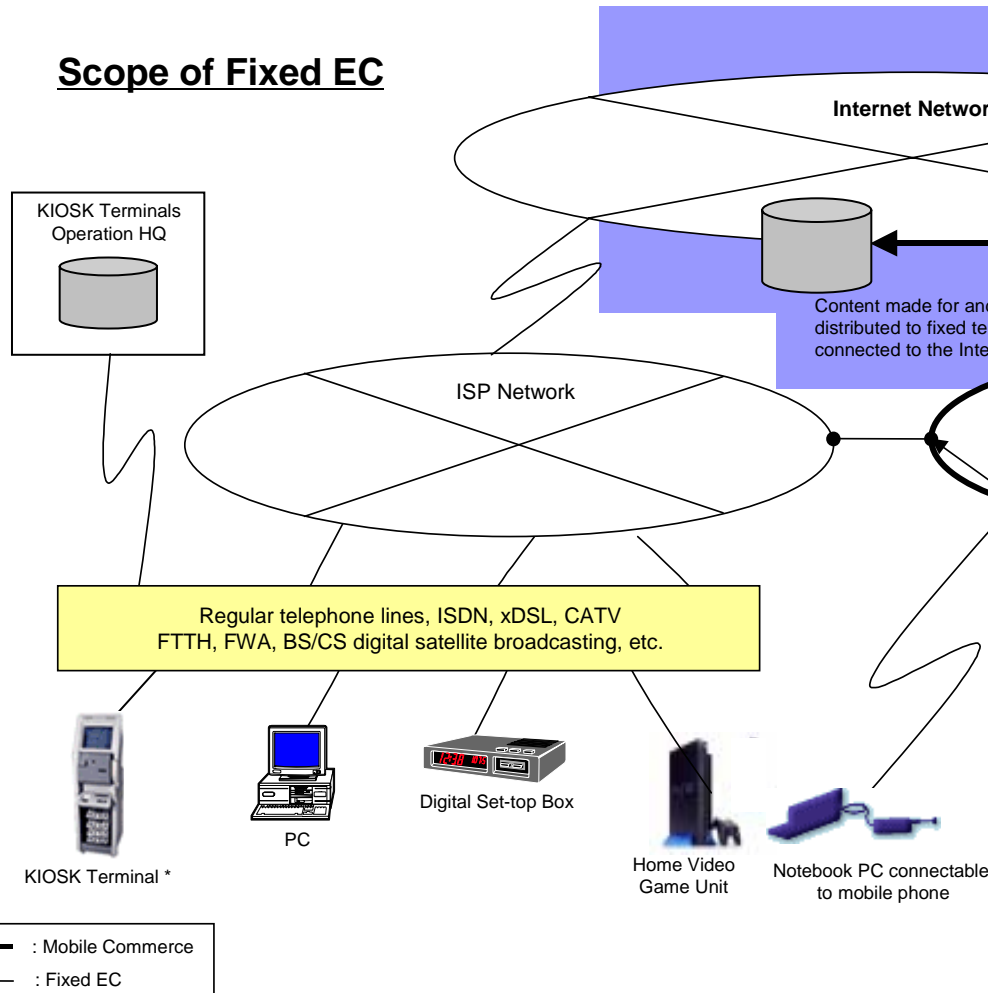 Scope of Fixed EC
Internet Networ
KIOSK Terminals
Operation HQ
Content made for and
distributed to fixed te
connected to the Inte
ISP Network
Regular telephone lines, ISDN, xDSL, CATV
FTTH, FWA, BS/CS digital satellite broadcasting, etc.
Digital Set-top Box
PC
Home Video
Game Unit
Notebook PC connectable
to mobile phone
KIOSK Terminal *
: Mobile Commerce
: Fixed EC